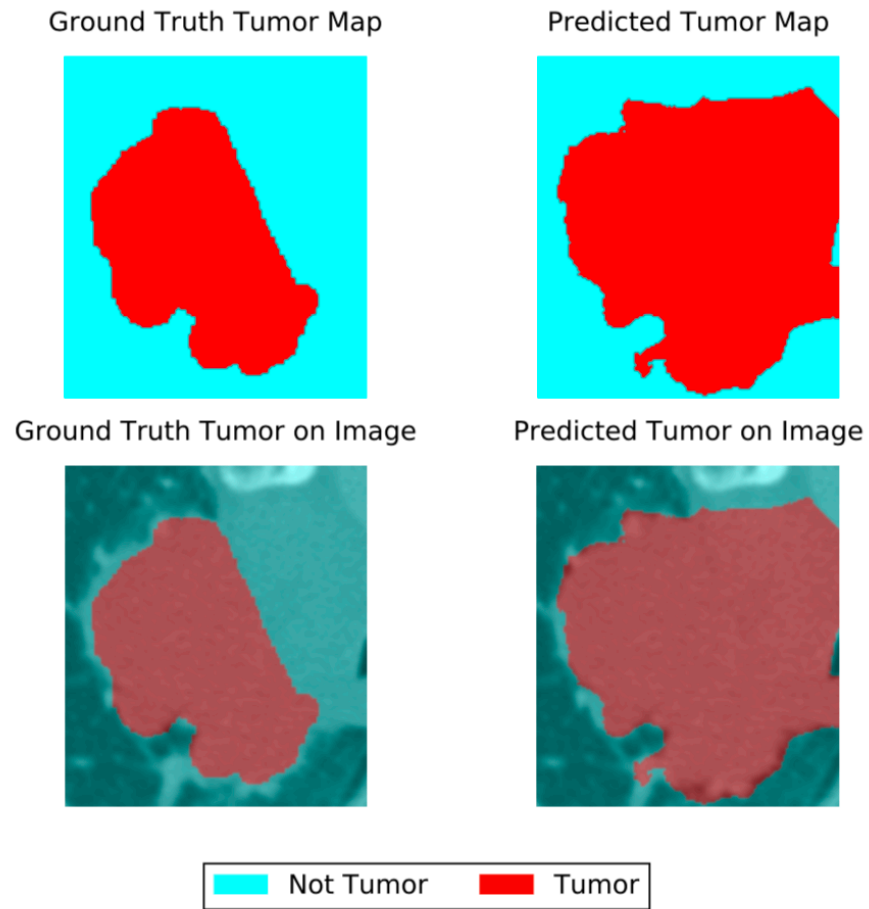 Ground Truth Tumor Map
Predicted Tumor Map
Ground Truth Tumor on Image
Predicted Tumor on Image
Not Tumor
Tumor